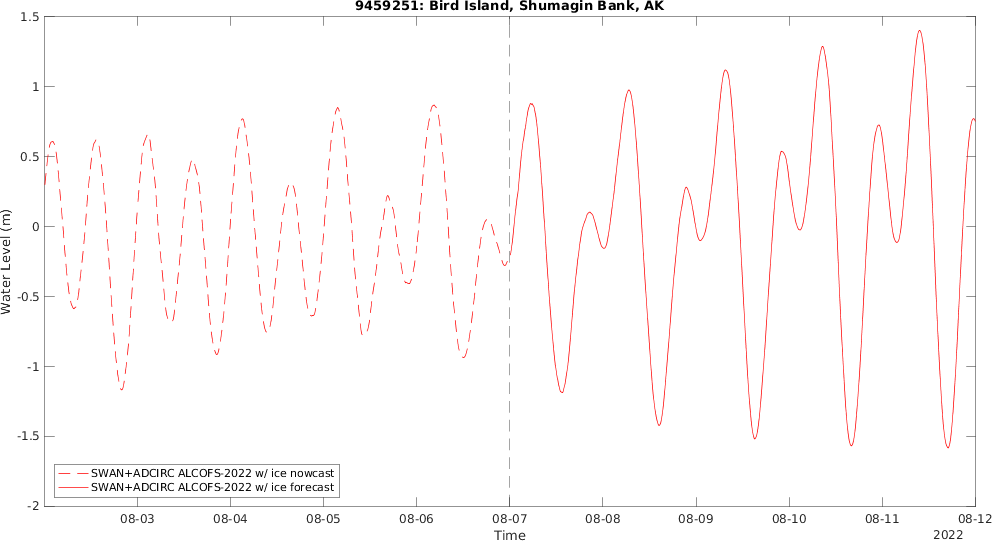 9459251: Bird Island, Shumagin Bank, AK
1.5
1
0.5
0
-0.5
-1
-1.5
-2
Water Level (m)
SWAN+ADCIRC ALCOFS-2022 w/ ice nowcast
SWAN+ADCIRC ALCOFS-2022 w/ ice forecast
08-03 08-04 08-05 08-06 08-07 08-08 08-09 08-10 08-11 08-12
Time
2022